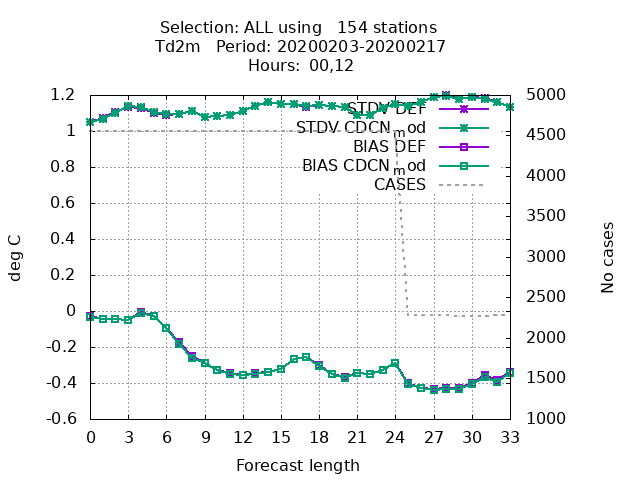 Selection: ALL using 154 stations
Td2m Period: 20200203-20200217
Hours: 00,12
STDV DEF
STDV CDCN_mod
BIAS DEF
BIAS CDCN_mod
CASES
deg C
1.2
1
0.8
0.6
0.4
0.2
0
-0.2
-0.4
-0.6
5000
4500
4000
3500
3000
2500
2000
1500
1000
No cases
0 3 6 9 12 15 18 21 24 27 30 33
Forecast length